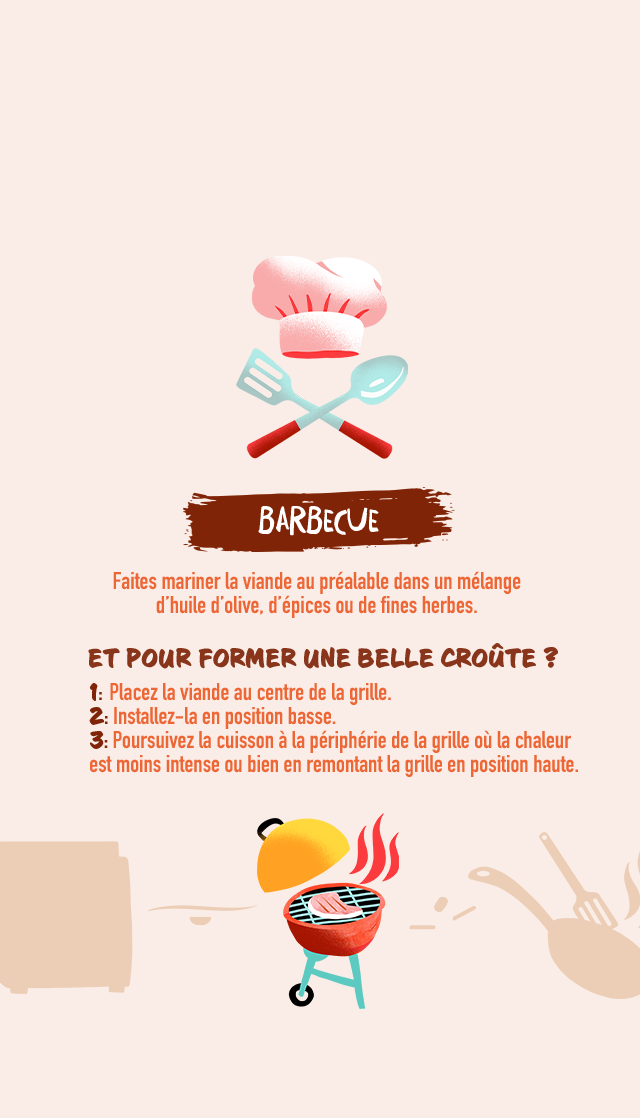 BARBECUE
Faites mariner la viande au préalable dans un mélange
d'huile d'olive, d'épices ou de fines herbes.
ET POUR FORMER UNE BELLE CROÛTE ?
1: Placez la viande au centre de la grille.
2: Installez-la en position basse.
3: Poursuivez la cuisson à la périphérie de la grille où la chaleur
est moins intense ou bien en remontant la grille en position haute.